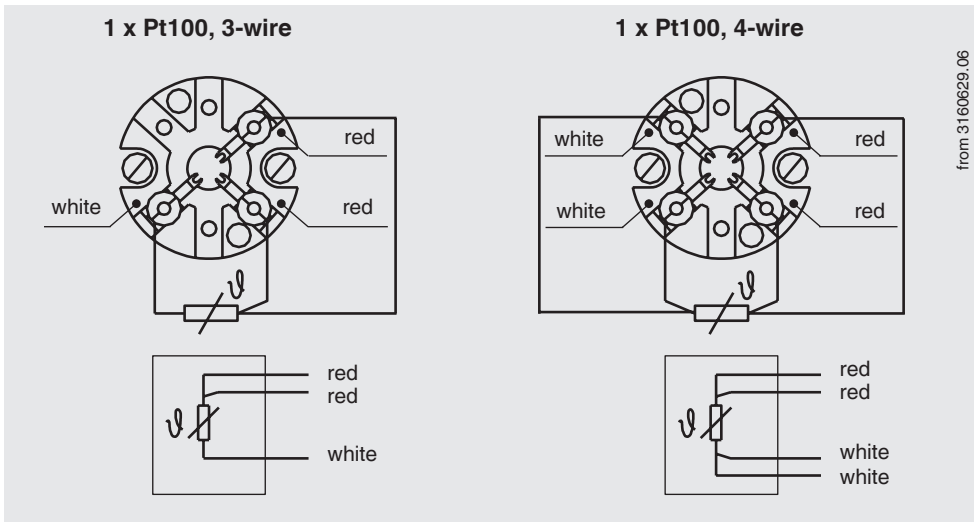 1 x Pt100, 3-wire
red
white
red
ϑ
red
red
ϑ
white
1 x Pt100, 4-wire
white
red
white
red
ϑ
red
red
ϑ
white
white
from 3160629.06